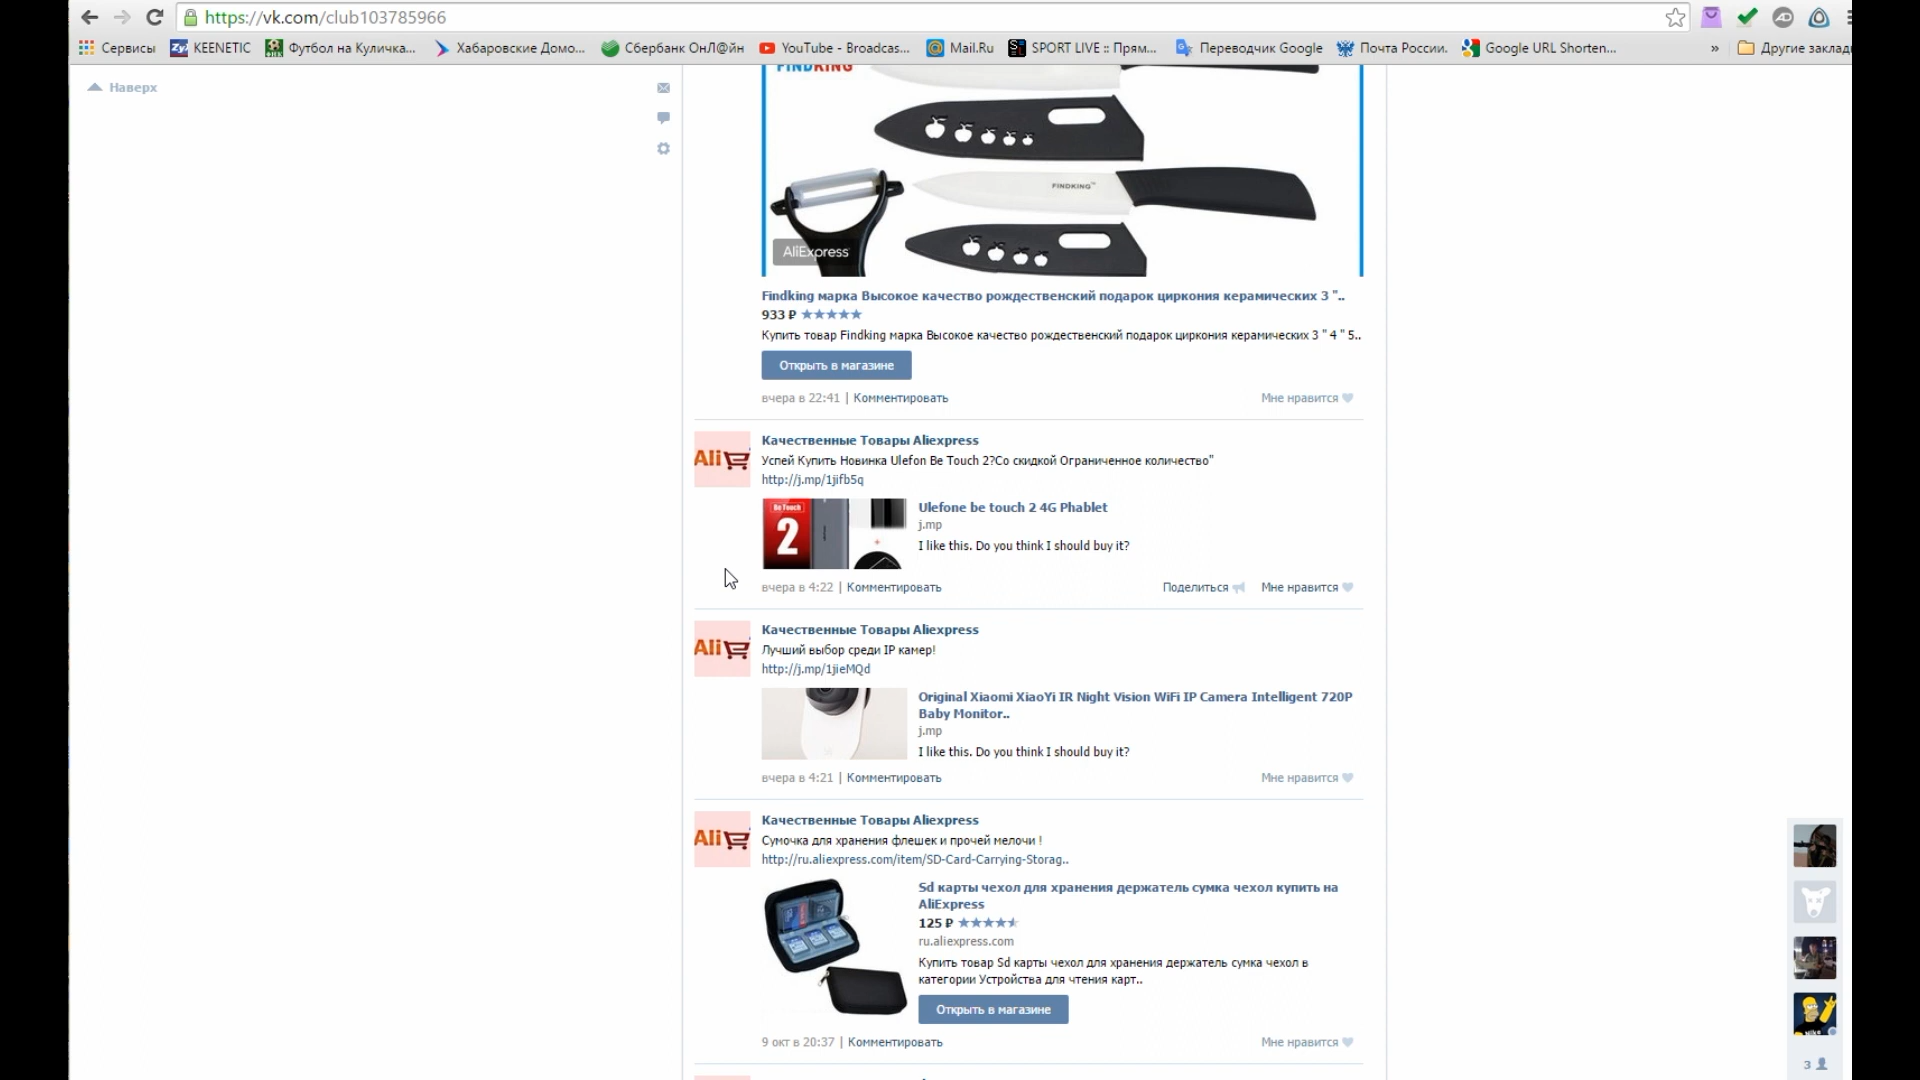 https://vk.com/club103785966
Сервисы
KEENETIC
Футбол на Куличка...
Хабаровские Домо...
Сбербанк ОнЛ@йн
YouTube - Broadcas...
Mail.Ru
SPORT LIVE :: Прям...
Переводчик Google
Почта России.
Google URL Shorten...
»
Другие заклад
Наверх
FINDKING
FINDKING™
AliExpress
Findking марка Высокое качество рождественский подарок циркония керамических 3 "..
933 ₽
Купить товар Findking марка Высокое качество рождественский подарок циркония керамических 3 " 4 " 5..
Открыть в магазине
вчера в 22:41 | Комментировать
Мне нравится
Ali
Качественные Товары Aliexpress
Успей Купить Новинка Ulefon Be Touch 2?Со скидкой Ограниченное количество"
http://j.mp/1jifb5q
Be Touch
2
Ulefone be touch 2 4G Phablet
j.mp
I like this. Do you think I should buy it?
вчера в 4:22 | Комментировать
Поделиться
Мне нравится
Ali
Качественные Товары Aliexpress
Лучший выбор среди IP камер!
http://j.mp/1jieMQd
Original Xiaomi XiaoYi IR Night Vision WiFi IP Camera Intelligent 720P
Baby Monitor..
j.mp
I like this. Do you think I should buy it?
вчера в 4:21 | Комментировать
Мне нравится
Ali
Качественные Товары Aliexpress
Сумочка для хранения флешек и прочей мелочи !
http://ru.aliexpress.com/item/SD-Card-Carrying-Storag..
Sd карты чехол для хранения держатель сумка чехол купить на
AliExpress
125 ₽
ru.aliexpress.com
Купить товар Sd карты чехол для хранения держатель сумка чехол в
категории Устройства для чтения карт..
Открыть в магазине
9 окт в 20:37 | Комментировать
Мне нравится
3